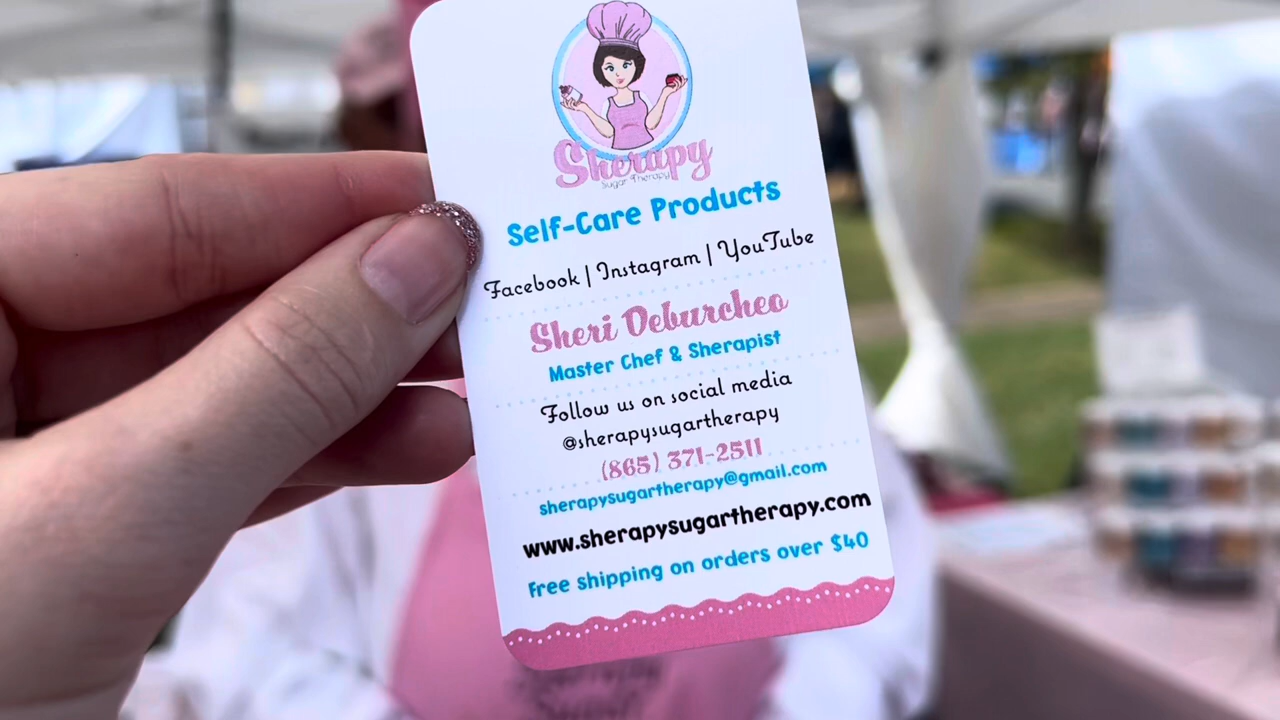 Sherapy
Sugar Therapy
Self-Care Products
Facebook | Instagram | YouTube
Sheri Deburcheo
Master Chef & Sherapist
Follow us on social media
@sherapysugartherapy
(865) 371-2511
sherapysugartherapy@gmail.com
www.sherapysugartherapy.com
Free shipping on orders over $40